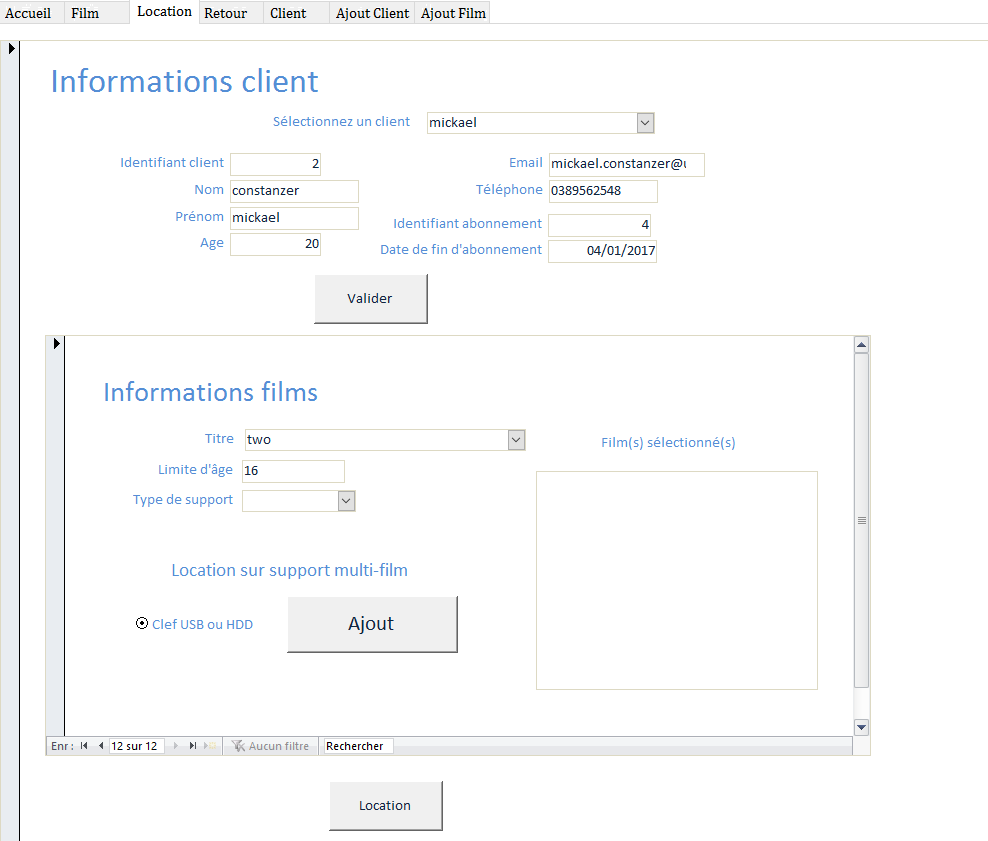 Accueil Film Location Retour Client Ajout Client Ajout Film
Informations client
Sélectionnez un client mickael
Identifiant client 2 Email mickael.constanzer@
Nom constanzer Téléphone 0389562548
Prénom mickael Identifiant abonnement 4
Age 20 Date de fin d'abonnement 04/01/2017
Valider
Informations films
Titre two Film(s) sélectionné(s)
Limite d'âge 16
Type de support
Location sur support multi-film
Clef USB ou HDD Ajout
Enr : 12 sur 12 Aucun filtre Rechercher
Location